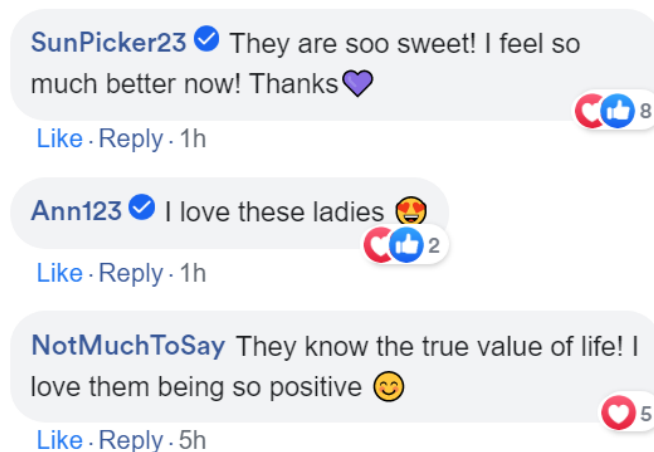 SunPicker23 They are soo sweet! I feel so
much better now! Thanks💜
8
Like · Reply · 1h
Ann123 I love these ladies 😍
2
Like · Reply · 1h
NotMuchToSay They know the true value of life! I
love them being so positive 😊
5
Like · Reply · 5h